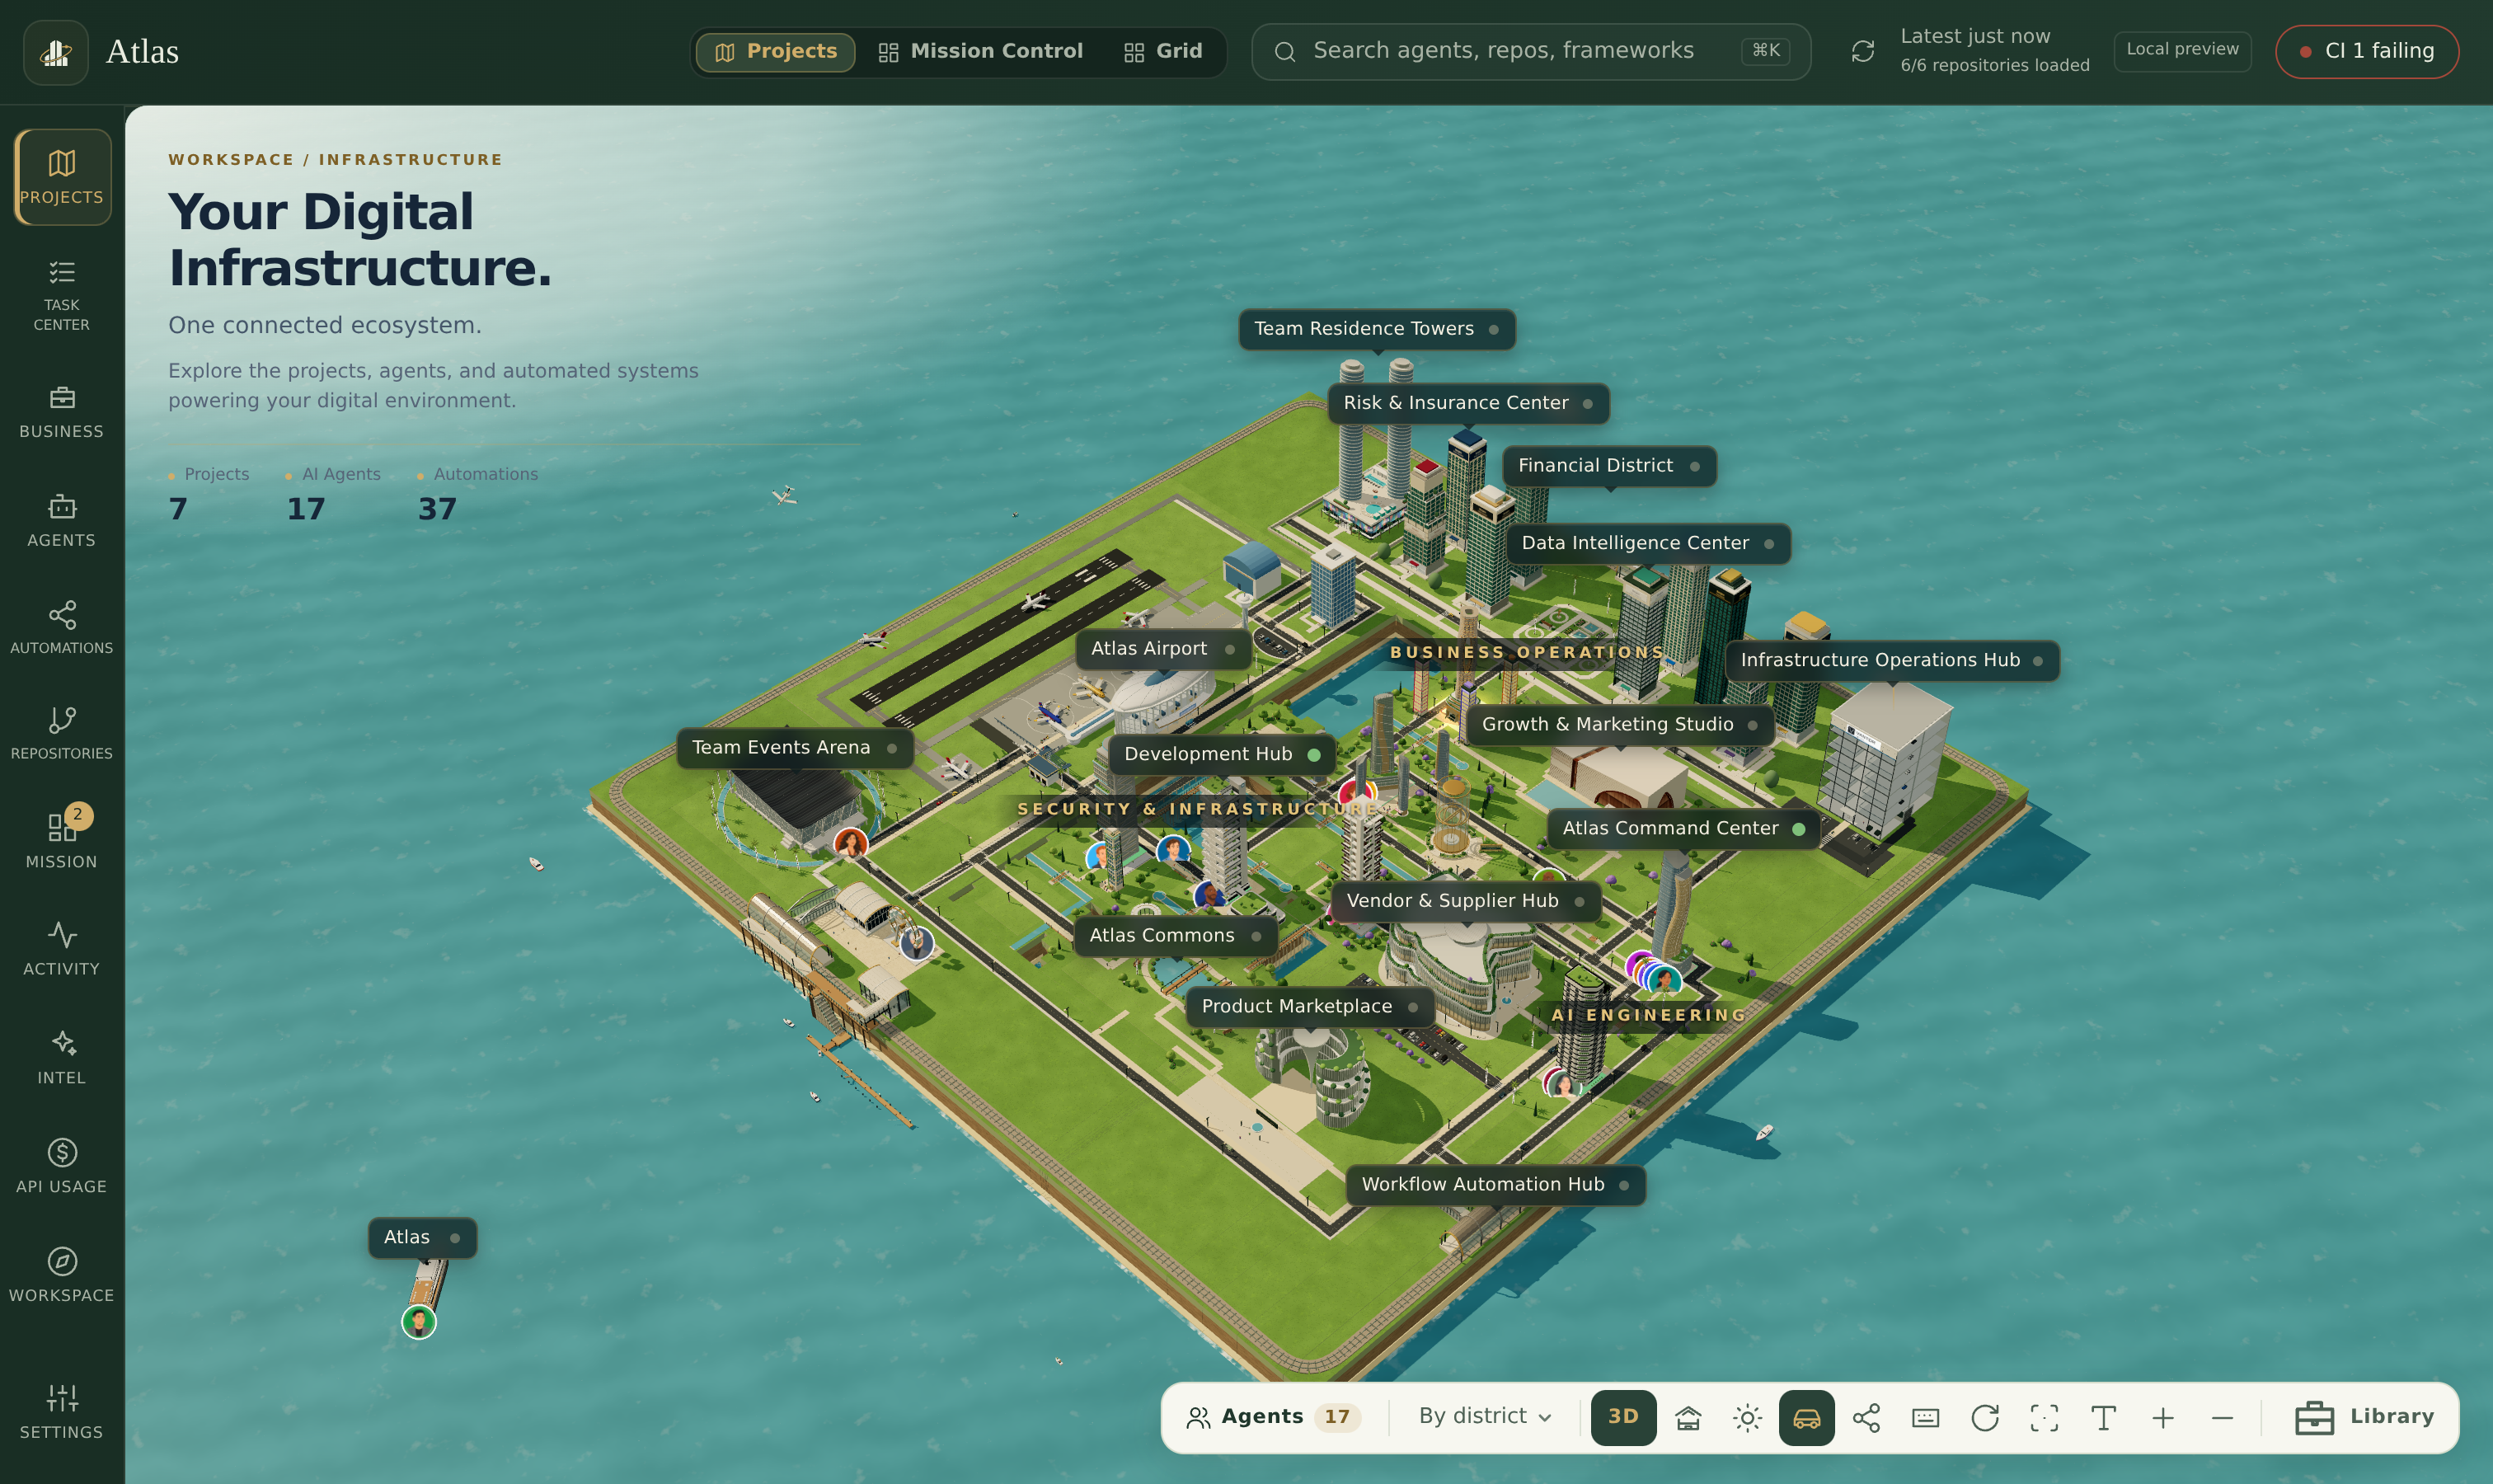 Atlas
Projects
Mission Control
Grid
Search agents, repos, frameworks
⌘K
Latest just now
6/6 repositories loaded
Local preview
CI 1 failing
PROJECTS
TASK
CENTER
BUSINESS
AGENTS
AUTOMATIONS
REPOSITORIES
2
MISSION
ACTIVITY
INTEL
API USAGE
WORKSPACE
SETTINGS
WORKSPACE / INFRASTRUCTURE
Your Digital
Infrastructure.
One connected ecosystem.
Explore the projects, agents, and automated systems
powering your digital environment.
Projects
AI Agents
Automations
7
17
37
Team Residence Towers
Risk & Insurance Center
Financial District
Data Intelligence Center
Atlas Airport
BUSINESS OPERATIONS
Infrastructure Operations Hub
Growth & Marketing Studio
Team Events Arena
Development Hub
SECURITY & INFRASTRUCTURE
Atlas Command Center
Vendor & Supplier Hub
Atlas Commons
Product Marketplace
AI ENGINEERING
Workflow Automation Hub
Atlas
Agents
17
By district
3D
Library